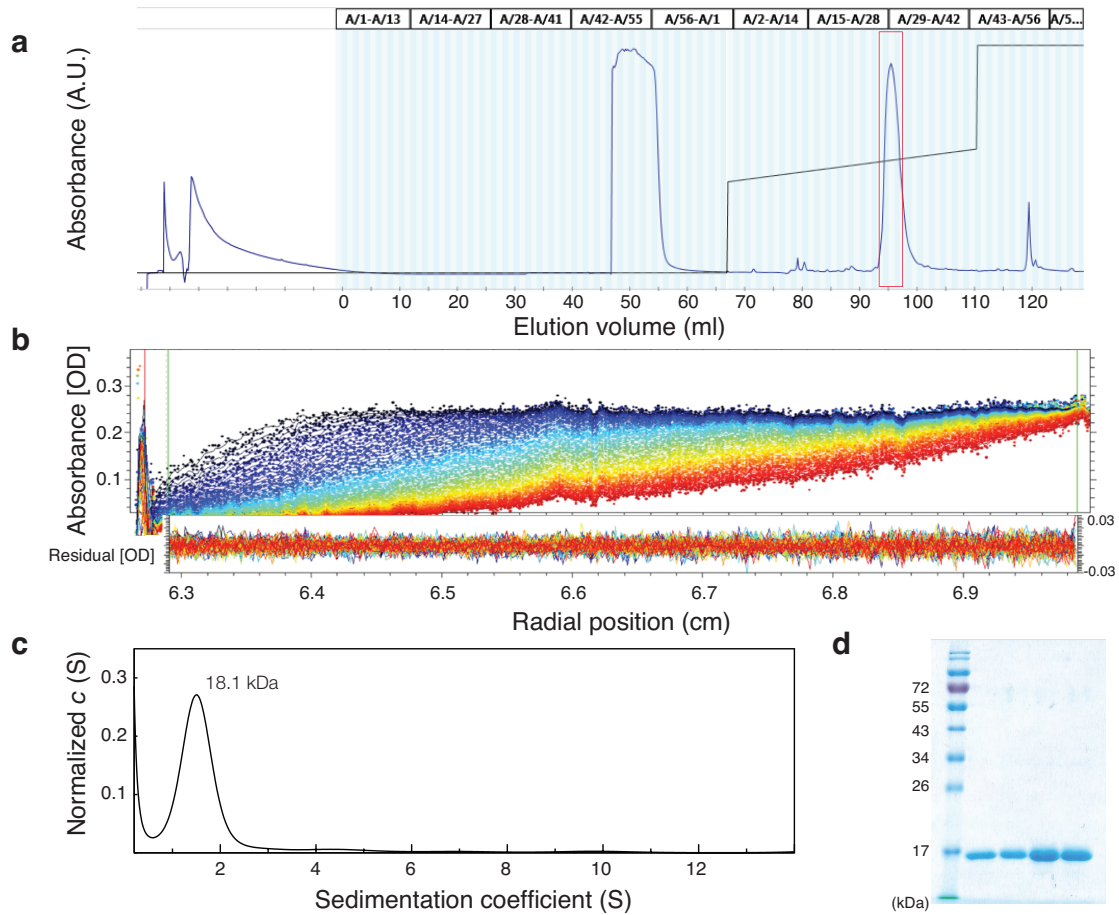 a
A/1-A/13 A/14-A/27 A/28-A/41 A/42-A/55 A/56-A/1 A/2-A/14 A/15-A/28 A/29-A/42 A/43-A/56 A/5...
Absorbance (A.U.)
0 10 20 30 40 50 60 70 80 90 100 110 120
Elution volume (ml)
b
Absorbance [OD]
0.3
0.2
0.1
Residual [OD]
0.03
-0.03
6.3 6.4 6.5 6.6 6.7 6.8 6.9
Radial position (cm)
c
Normalized c (S)
0.3
0.2
0.1
18.1 kDa
2 4 6 8 10 12
Sedimentation coefficient (S)
d
72
55
43
34
26
17
(kDa)